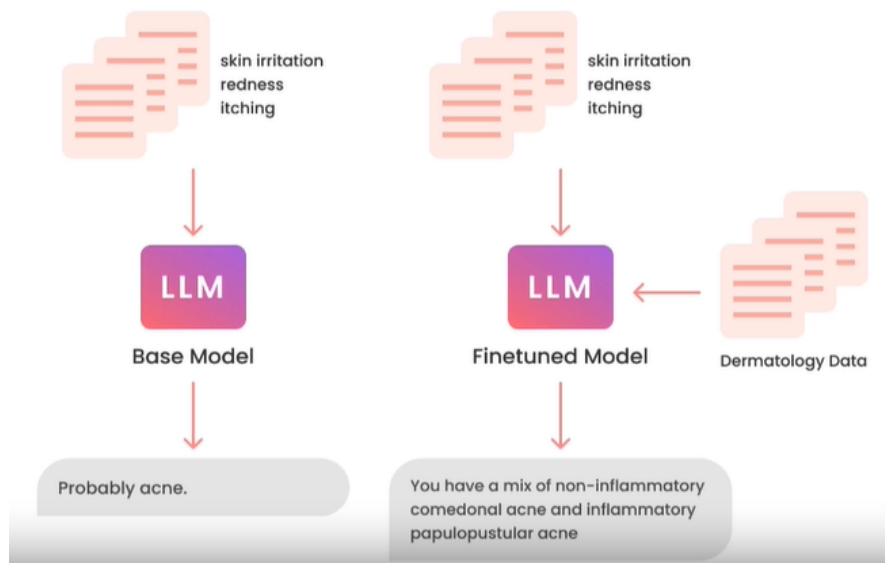 skin irritation
redness
itching
LLM
Base Model
Probably acne.
skin irritation
redness
itching
LLM
Finetuned Model
Dermatology Data
You have a mix of non-inflammatory
comedonal acne and inflammatory
papulopustular acne